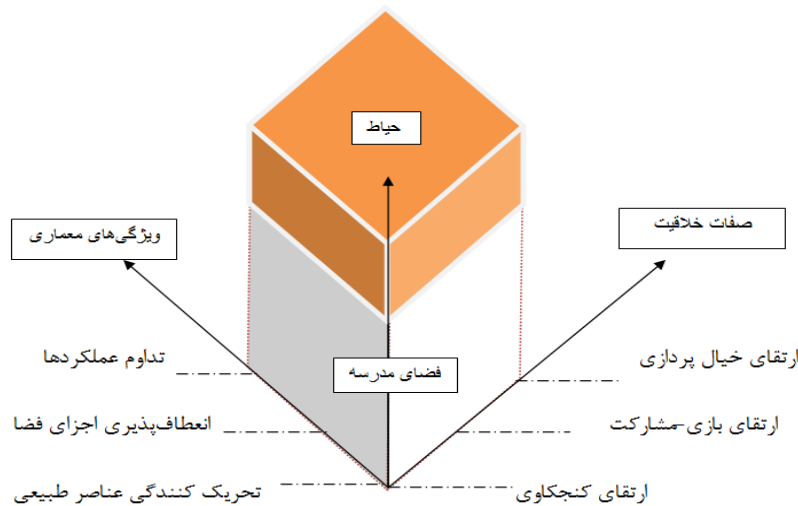 حیاط
صفات خلاقیت
ویژگی‌های معماری
فضای مدرسه
ارتقای خیال پردازی
تداوم عملکردها
ارتقای بازی-مشارکت
انعطاف‌پذیری اجزای فضا
ارتقای کنجکاوی
تحریک کنندگی عناصر طبیعی